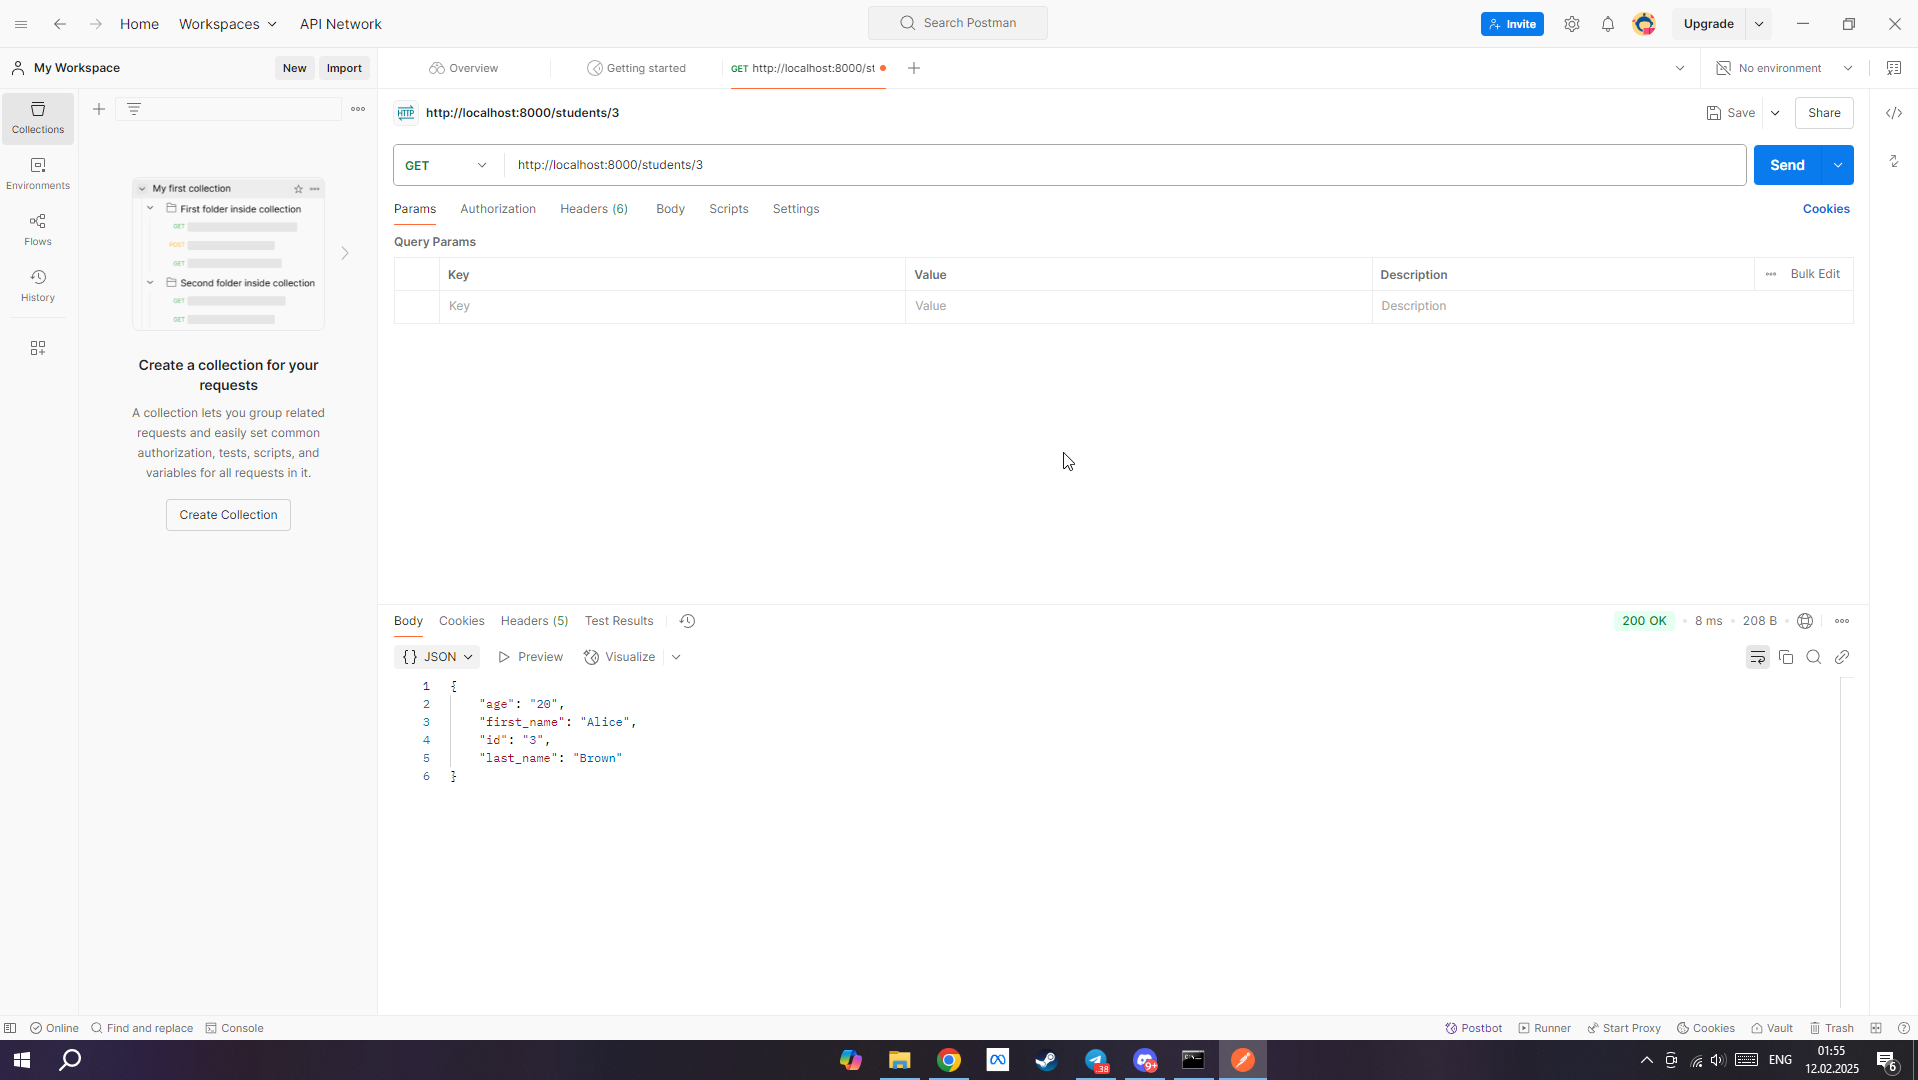 Home
Workspaces
API Network
Search Postman
Invite
Upgrade
My Workspace
New
Import
Overview
Getting started
GET http://localhost:8000/st
No environment
Collections
Environments
Flows
History
My first collection
First folder inside collection
GET
POST
GET
Second folder inside collection
GET
GET
Create a collection for your
requests
A collection lets you group related
requests and easily set common
authorization, tests, scripts, and
variables for all requests in it.
Create Collection
HTTP http://localhost:8000/students/3
Save
Share
GET
http://localhost:8000/students/3
Send
Params
Authorization
Headers (6)
Body
Scripts
Settings
Cookies
Query Params
Key
Value
Description
Bulk Edit
Key
Value
Description
Body
Cookies
Headers (5)
Test Results
200 OK
8 ms
208 B
{} JSON
Preview
Visualize
1 {
2 "age": "20",
3 "first_name": "Alice",
4 "id": "3",
5 "last_name": "Brown"
6 }
Online
Find and replace
Console
Postbot
Runner
Start Proxy
Cookies
Vault
Trash
38
9+
ENG
01:55
12.02.2025
6